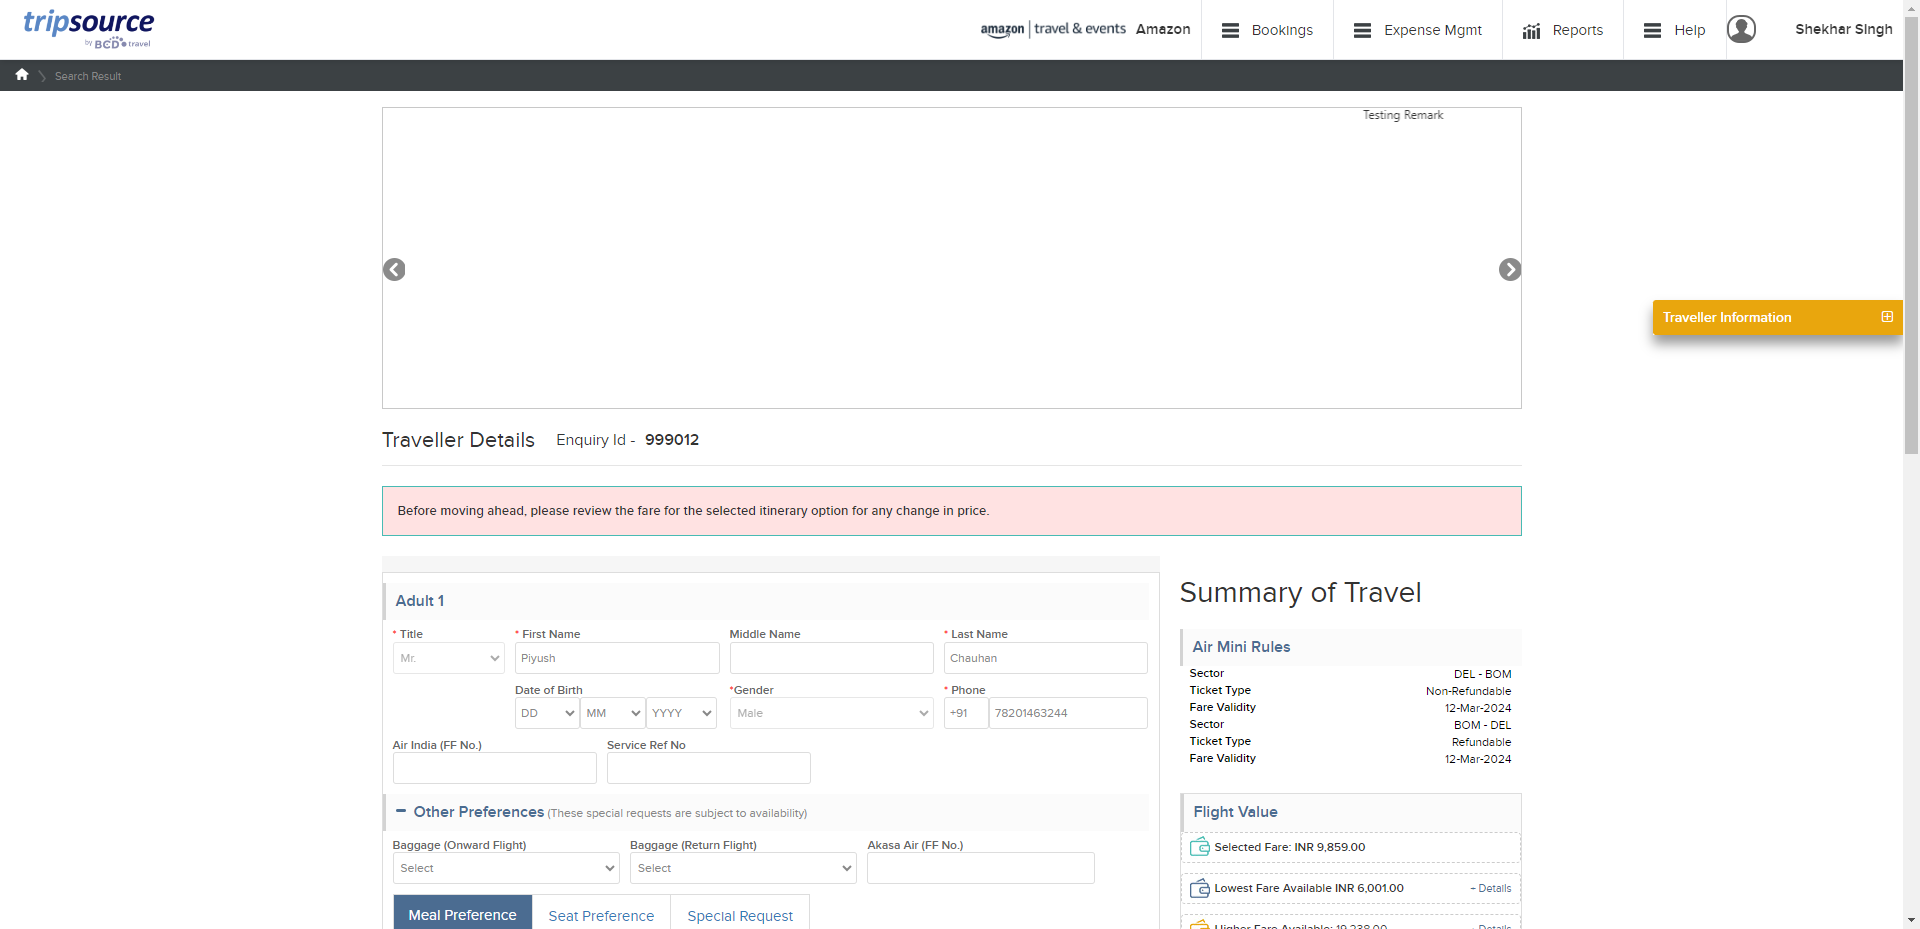 tripsource
by BCD travel
amazon | travel & events Amazon
Bookings
Expense Mgmt
Reports
Help
Shekhar Singh
Search Result
Testing Remark
Traveller Information
Traveller Details Enquiry Id - 999012
Before moving ahead, please review the fare for the selected itinerary option for any change in price.
Adult 1
* Title * First Name Middle Name * Last Name
Mr. Piyush Chauhan
Date of Birth *Gender * Phone
DD MM YYYY Male +91 78201463244
Air India (FF No.) Service Ref No
Other Preferences (These special requests are subject to availability)
Baggage (Onward Flight) Baggage (Return Flight) Akasa Air (FF No.)
Select Select
Meal Preference Seat Preference Special Request
Summary of Travel
Air Mini Rules
Sector DEL - BOM
Ticket Type Non-Refundable
Fare Validity 12-Mar-2024
Sector BOM - DEL
Ticket Type Refundable
Fare Validity 12-Mar-2024
Flight Value
Selected Fare: INR 9,859.00
Lowest Fare Available INR 6,001.00 + Details
Higher Fare Available: 19,238.00 + Details